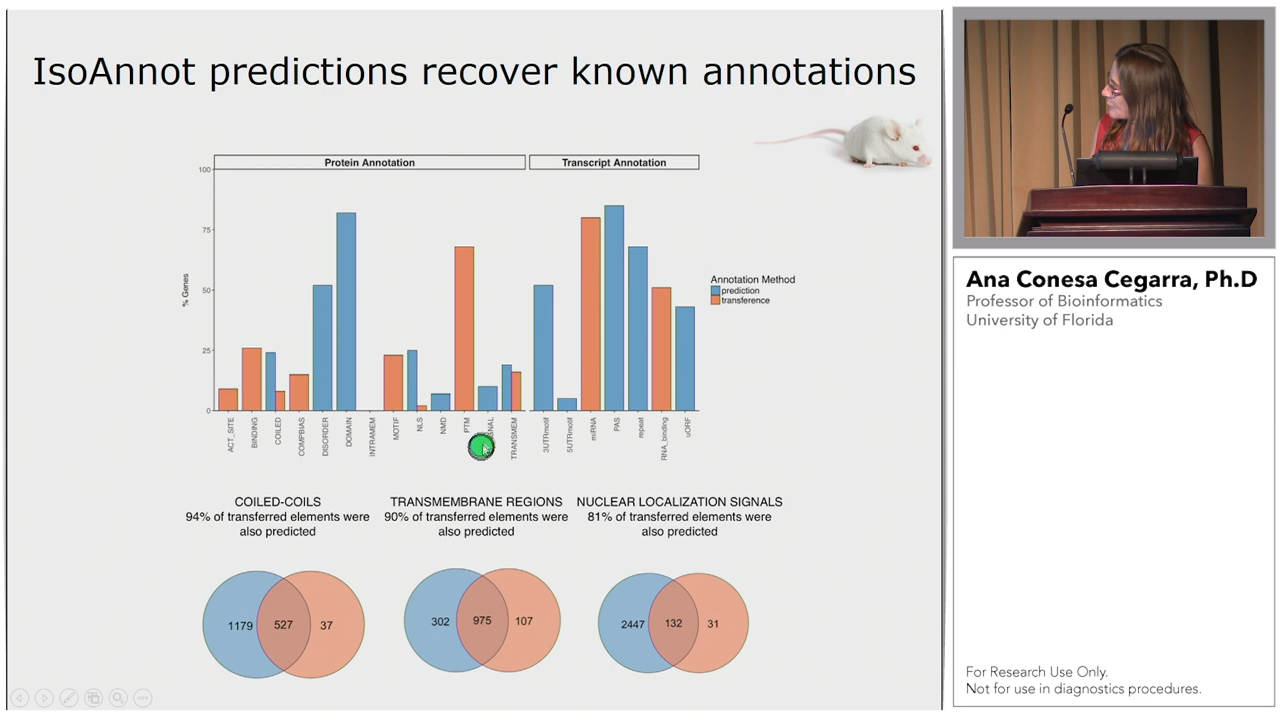 IsoAnnot predictions recover known annotations
Protein Annotation
Transcript Annotation
100
75
50
25
0
% Genes
ACT_SITE
BINDING
COILED
COMPBIAS
DISORDER
DOMAIN
INTRAMEM
MOTIF
NLS
NMD
PTM
TRANSMEM
3UTRmotif
5UTRmotif
miRNA
PAS
repeat
RNA_binding
uORF
Annotation Method
prediction
transference
COILED-COILS
94% of transferred elements were
also predicted
TRANSMEMBRANE REGIONS
90% of transferred elements were
also predicted
NUCLEAR LOCALIZATION SIGNALS
81% of transferred elements were
also predicted
1179
527
37
302
975
107
2447
132
31
Ana Conesa Cegarra, Ph.D
Professor of Bioinformatics
University of Florida
For Research Use Only.
Not for use in diagnostics procedures.